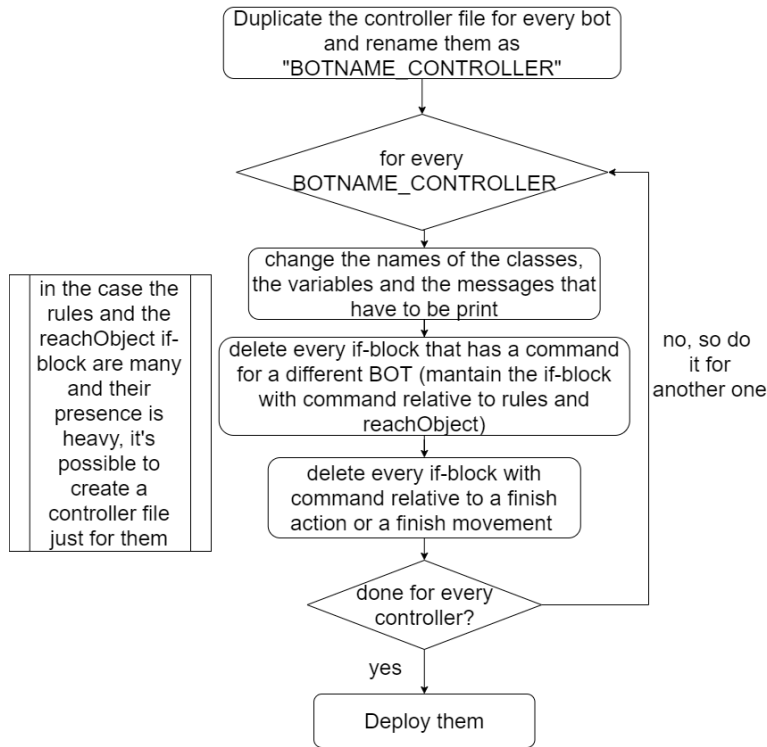 Duplicate the controller file for every bot
and rename them as
"BOTNAME_CONTROLLER"
for every
BOTNAME_CONTROLLER
change the names of the classes,
the variables and the messages that
have to be print
in the case the
rules and the
reachObject if-
block are many
and their
presence is
heavy, it's
possible to
create a
controller file
just for them
delete every if-block that has a command
for a different BOT (mantain the if-block
with command relative to rules and
reachObject)
no, so do
it for
another one
delete every if-block with
command relative to a finish
action or a finish movement
done for every
controller?
yes
Deploy them